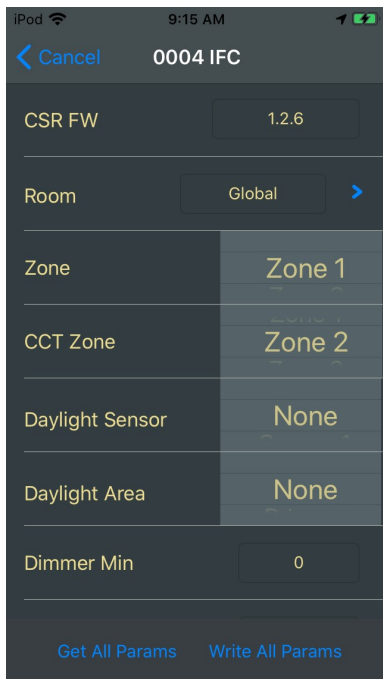 iPod 9:15 AM
Cancel 0004 IFC
CSR FW 1.2.6
Room Global
Zone Zone 1
CCT Zone Zone 2
Daylight Sensor None
Daylight Area None
Dimmer Min 0
Get All Params Write All Params